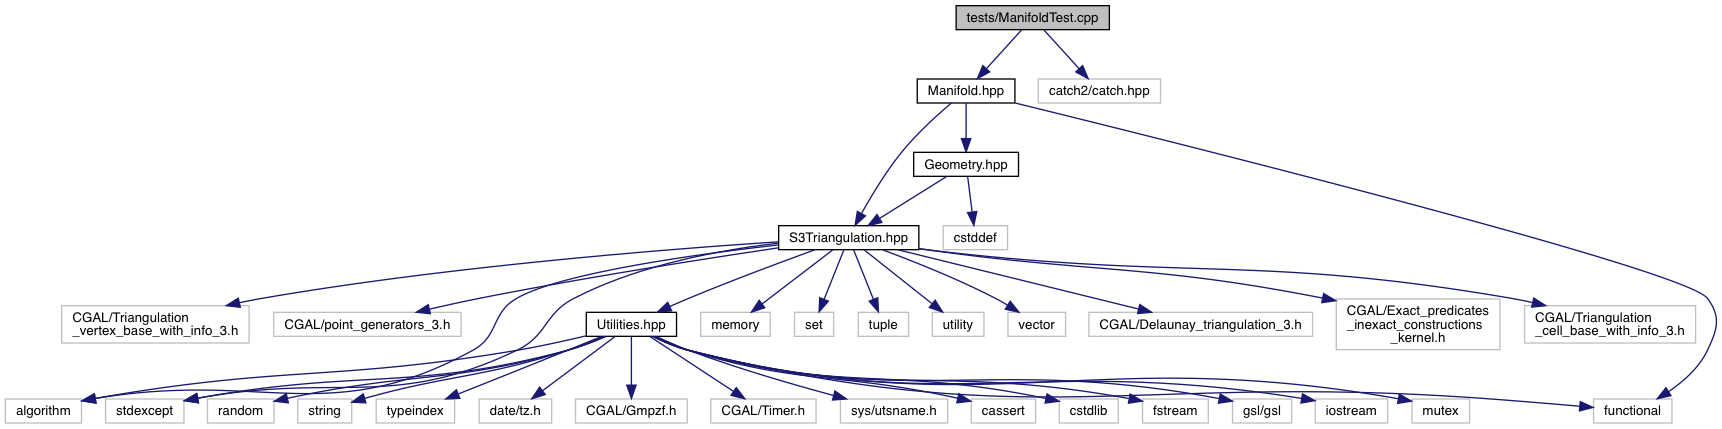 tests/ManifoldTest.cpp
Manifold.hpp
catch2/catch.hpp
Geometry.hpp
S3Triangulation.hpp
cstddef
CGAL/Triangulation
_vertex_base_with_info_3.h
CGAL/point_generators_3.h
Utilities.hpp
memory
set
tuple
utility
vector
CGAL/Delaunay_triangulation_3.h
CGAL/Exact_predicates
_inexact_constructions
_kernel.h
CGAL/Triangulation
_cell_base_with_info_3.h
algorithm
stdexcept
random
string
typeindex
date/tz.h
CGAL/Gmpzf.h
CGAL/Timer.h
sys/utsname.h
cassert
cstdlib
fstream
gsl/gsl
iostream
mutex
functional